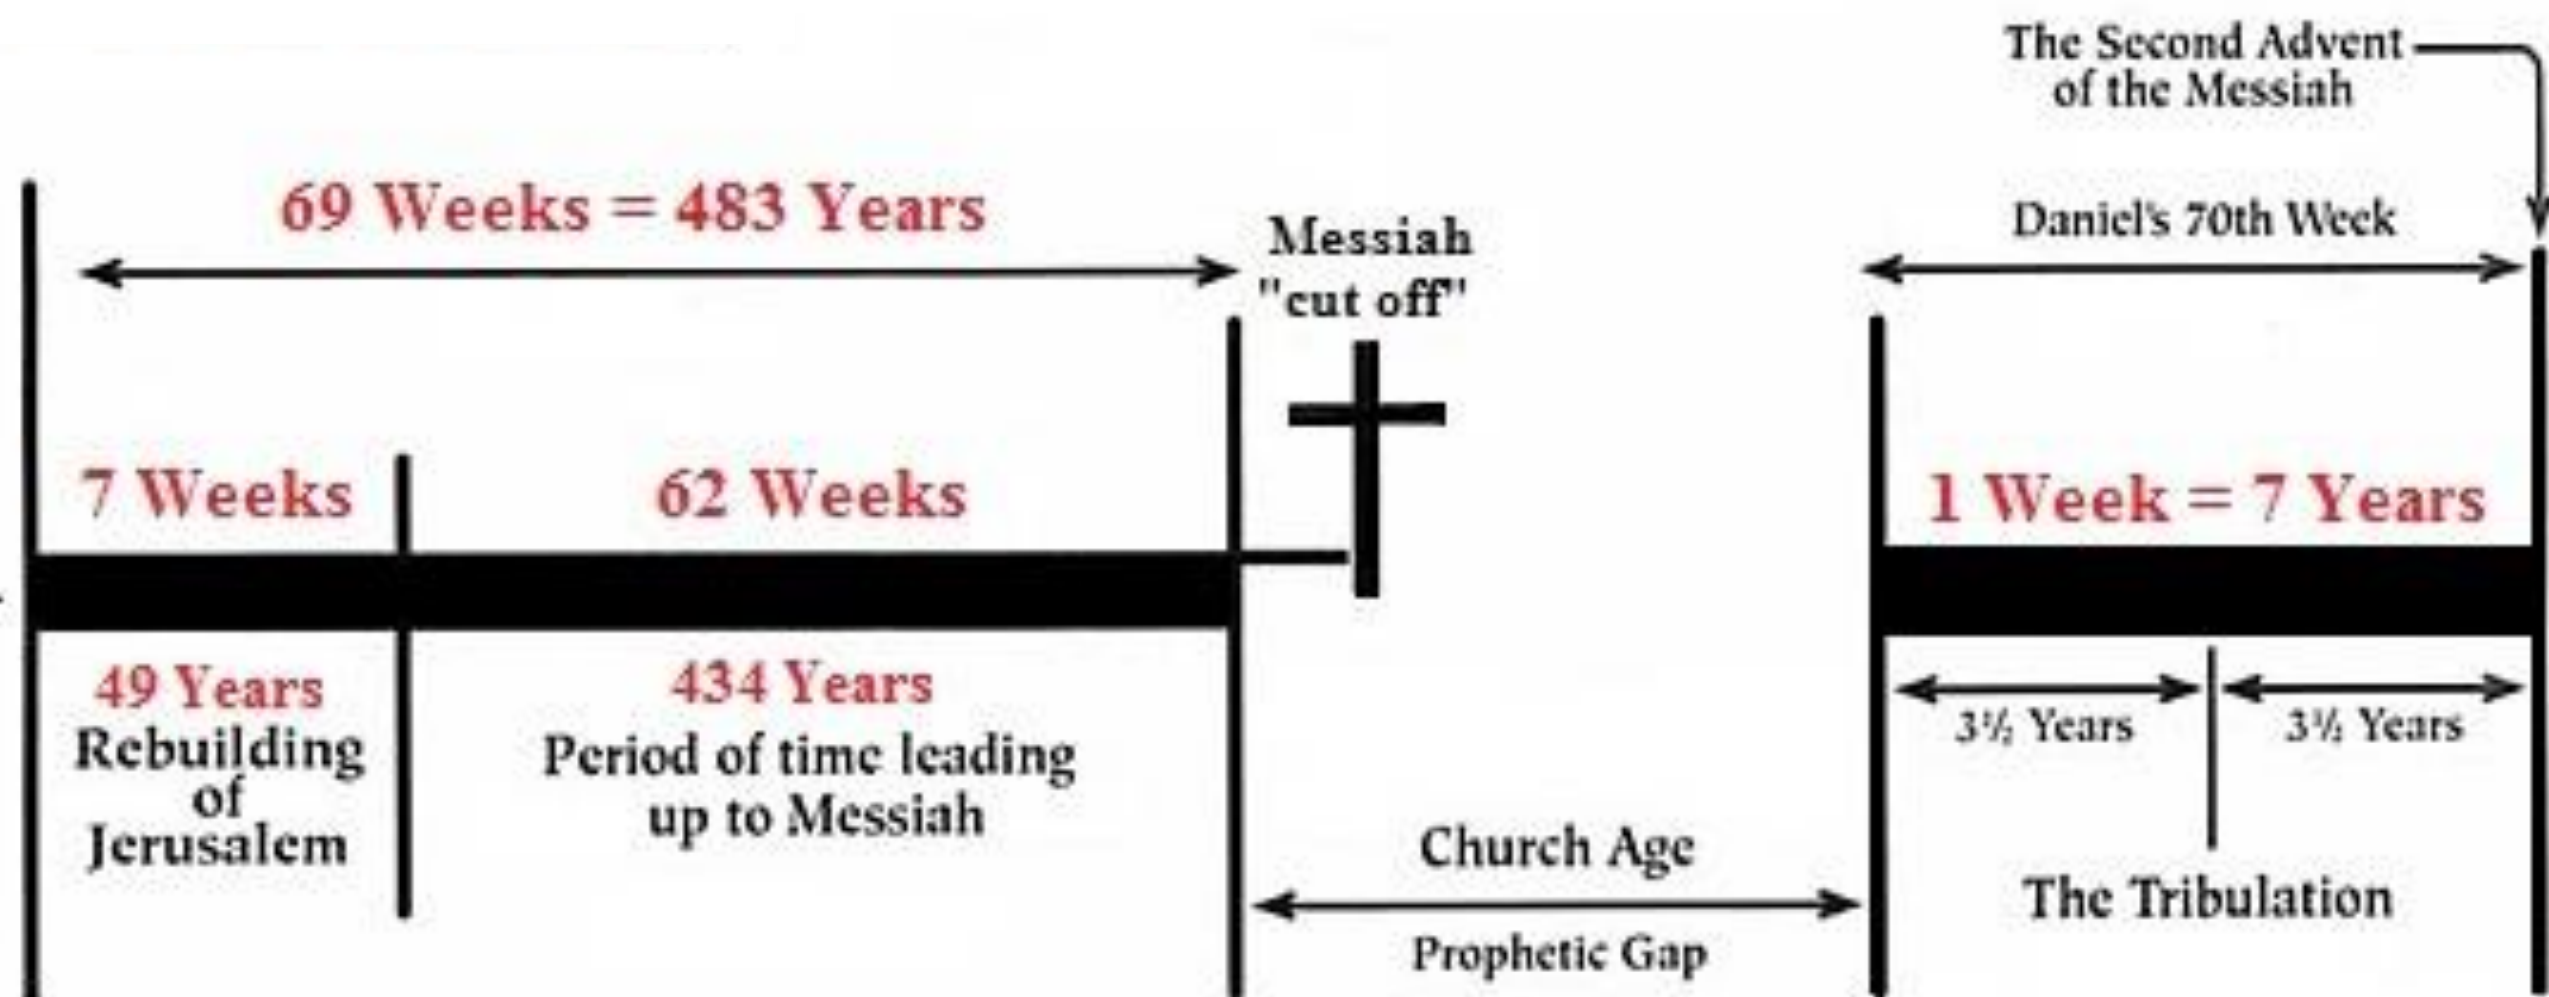 The Second Advent
of the Messiah
69 Weeks = 483 Years
Messiah
"cut off"
Daniel's 70th Week
7 Weeks
62 Weeks
1 Week = 7 Years
49 Years
Rebuilding
of
Jerusalem
434 Years
Period of time leading
up to Messiah
3½ Years
3½ Years
Church Age
Prophetic Gap
The Tribulation